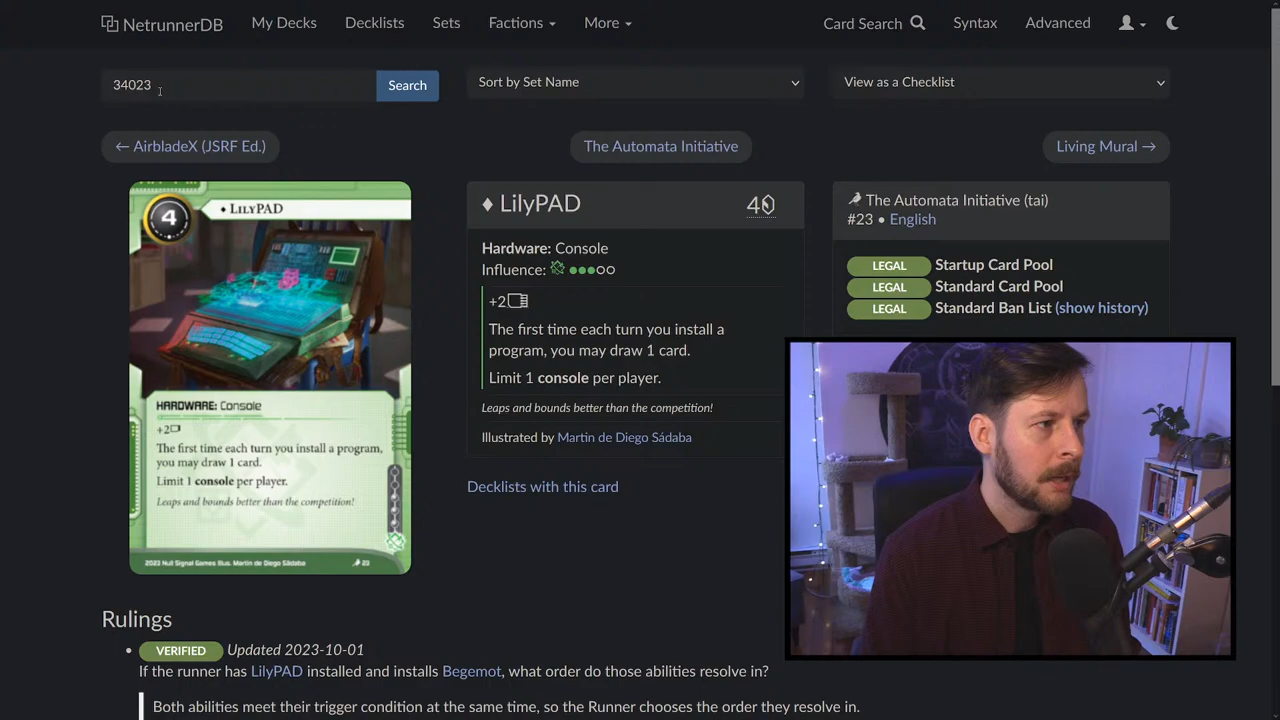 NetrunnerDB My Decks Decklists Sets Factions More Card Search Syntax Advanced
34023 Search Sort by Set Name View as a Checklist
← AirbladeX (JSRF Ed.) The Automata Initiative Living Mural →
4 ♦ LilyPAD
HARDWARE: Console
+2
The first time each turn you install a program,
you may draw 1 card.
Limit 1 console per player.
Leaps and bounds better than the competition!
2023 Null Signal Games Illus. Martin de Diego Sádaba 23
♦ LilyPAD 4
Hardware: Console
Influence:
+2
The first time each turn you install a
program, you may draw 1 card.
Limit 1 console per player.
Leaps and bounds better than the competition!
Illustrated by Martin de Diego Sádaba
Decklists with this card
The Automata Initiative (tai)
#23 • English
LEGAL Startup Card Pool
LEGAL Standard Card Pool
LEGAL Standard Ban List (show history)
Rulings
• VERIFIED Updated 2023-10-01
If the runner has LilyPAD installed and installs Begemot, what order do those abilities resolve in?
Both abilities meet their trigger condition at the same time, so the Runner chooses the order they resolve in.